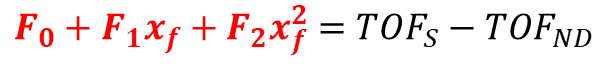 F₀ + F₁x_f + F₂x_f² = TOF_S − TOF_ND